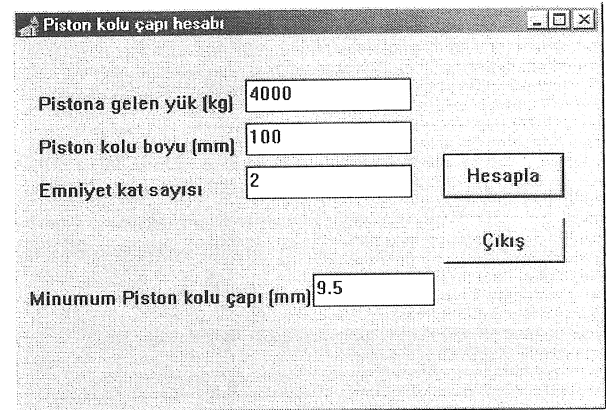 Piston kolu çapı hesabı
Pistona gelen yük (kg) 4000
Piston kolu boyu (mm) 100
Emniyet kat sayısı 2
Hesapla
Çıkış
Minumum Piston kolu çapı (mm) 9.5